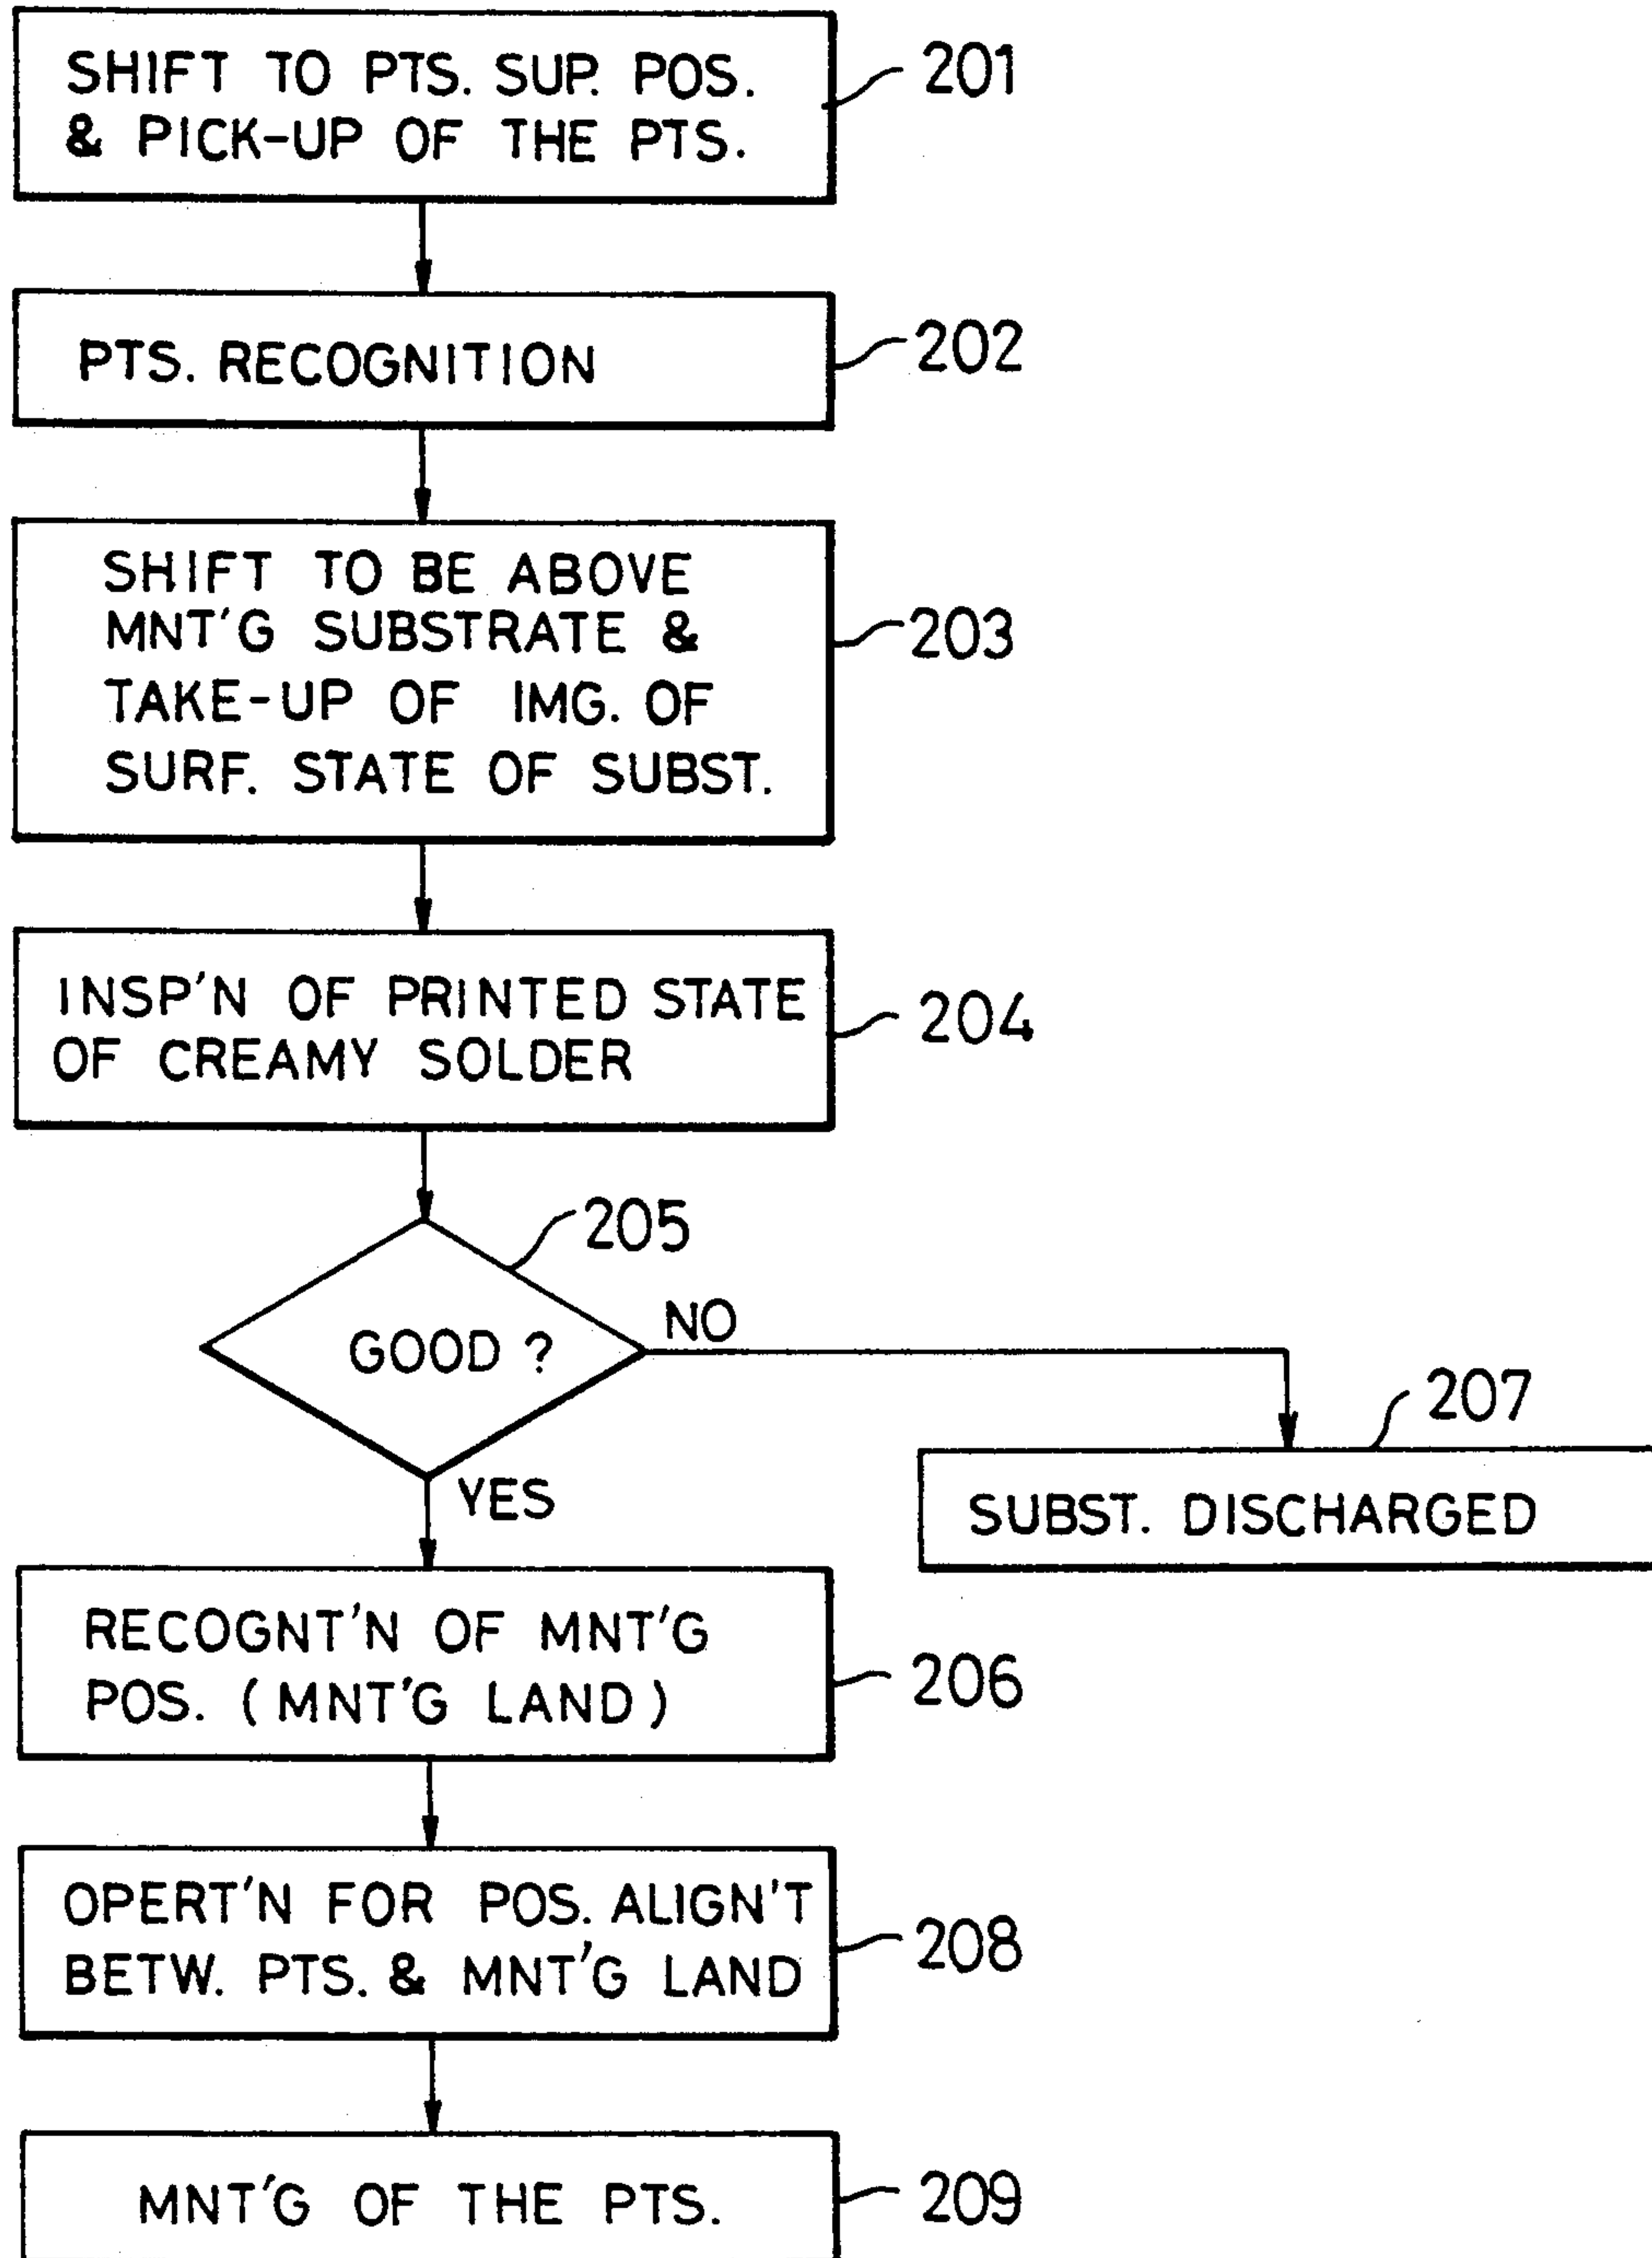 SHIFT TO PTS. SUP. POS.
& PICK-UP OF THE PTS.
201
PTS. RECOGNITION
202
SHIFT TO BE ABOVE
MNT'G SUBSTRATE &
TAKE-UP OF IMG. OF
SURF. STATE OF SUBST.
203
INSP'N OF PRINTED STATE
OF CREAMY SOLDER
204
205
GOOD ?
NO
YES
207
SUBST. DISCHARGED
RECOGNT'N OF MNT'G
POS. (MNT'G LAND)
206
OPERT'N FOR POS. ALIGN'T
BETW. PTS. & MNT'G LAND
208
MNT'G OF THE PTS.
209